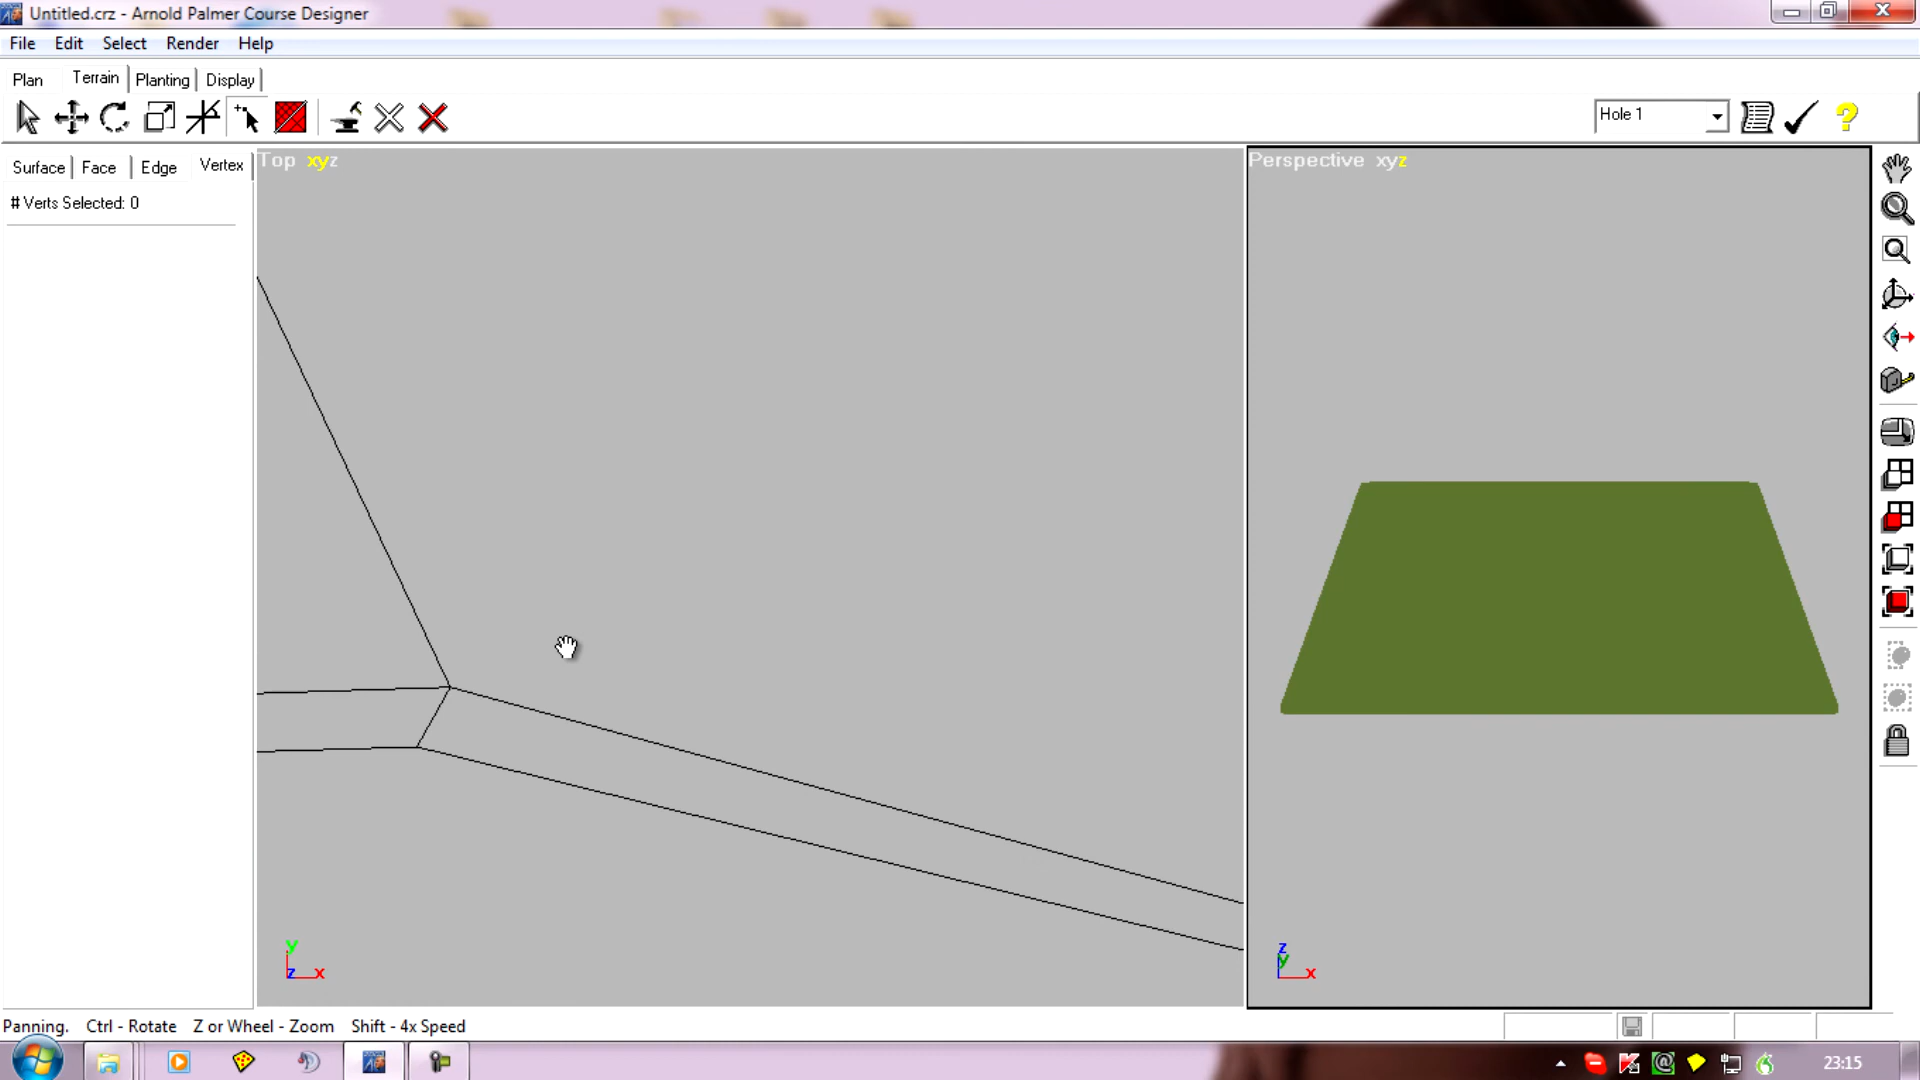 Untitled.crz - Arnold Palmer Course Designer
File Edit Select Render Help
Plan Terrain Planting Display
Hole 1
Surface Face Edge Vertex
# Verts Selected: 0
Top xyz
Perspective xyz
y
z x
z
y
x
Panning. Ctrl - Rotate Z or Wheel - Zoom Shift - 4x Speed
23:15